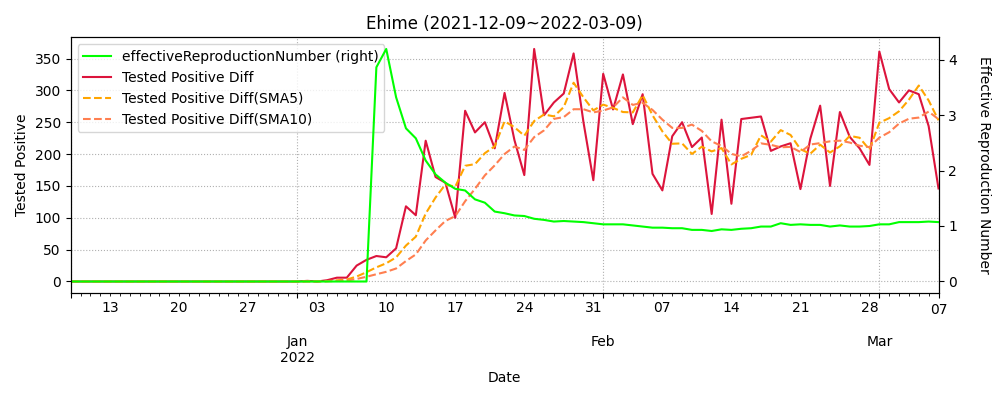 Ehime (2021-12-09~2022-03-09)
effectiveReproductionNumber (right)
Tested Positive Diff
Tested Positive Diff(SMA5)
Tested Positive Diff(SMA10)
Tested Positive
350
300
250
200
150
100
50
0
4
3
2
1
0
Effective Reproduction Number
13 20 27 03 10 17 24 31 07 14 21 28 07
Jan Feb Mar
2022
Date